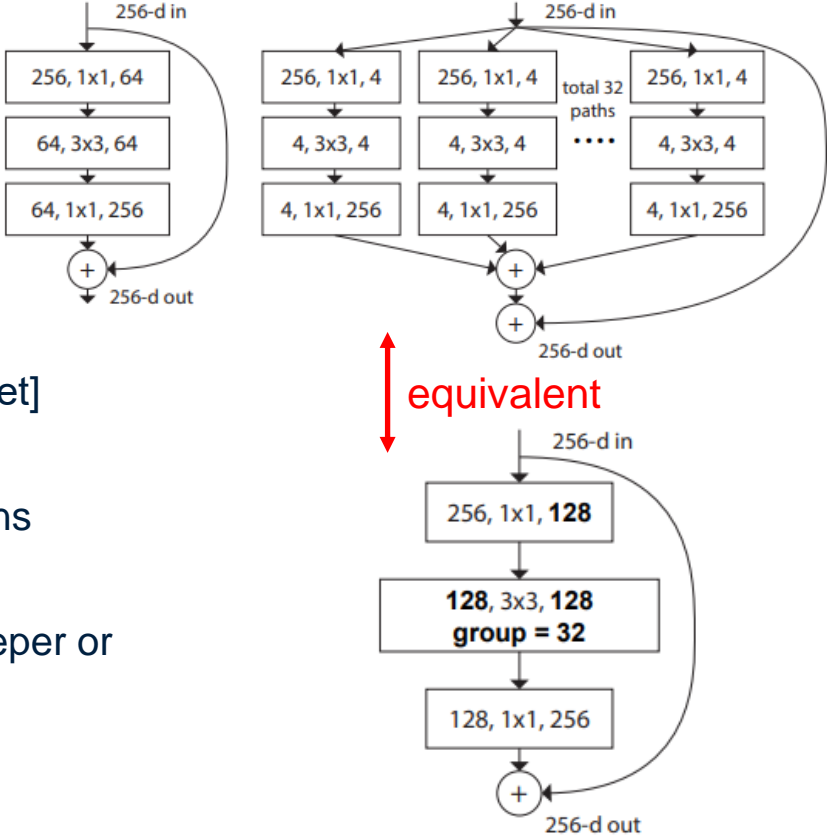 256-d in
256, 1x1, 64
64, 3x3, 64
64, 1x1, 256
+
256-d out
256-d in
256, 1x1, 4
4, 3x3, 4
4, 1x1, 256
256, 1x1, 4
4, 3x3, 4
4, 1x1, 256
total 32
paths
....
256, 1x1, 4
4, 3x3, 4
4, 1x1, 256
+
+
256-d out
et]
equivalent
ns
eper or
256-d in
256, 1x1, 128
128, 3x3, 128
group = 32
128, 1x1, 256
+
256-d out